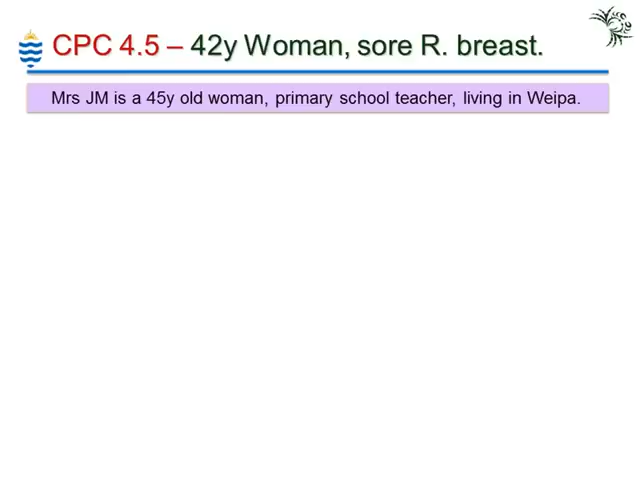 CPC 4.5 – 42y Woman, sore R. breast.
Mrs JM is a 45y old woman, primary school teacher, living in Weipa.